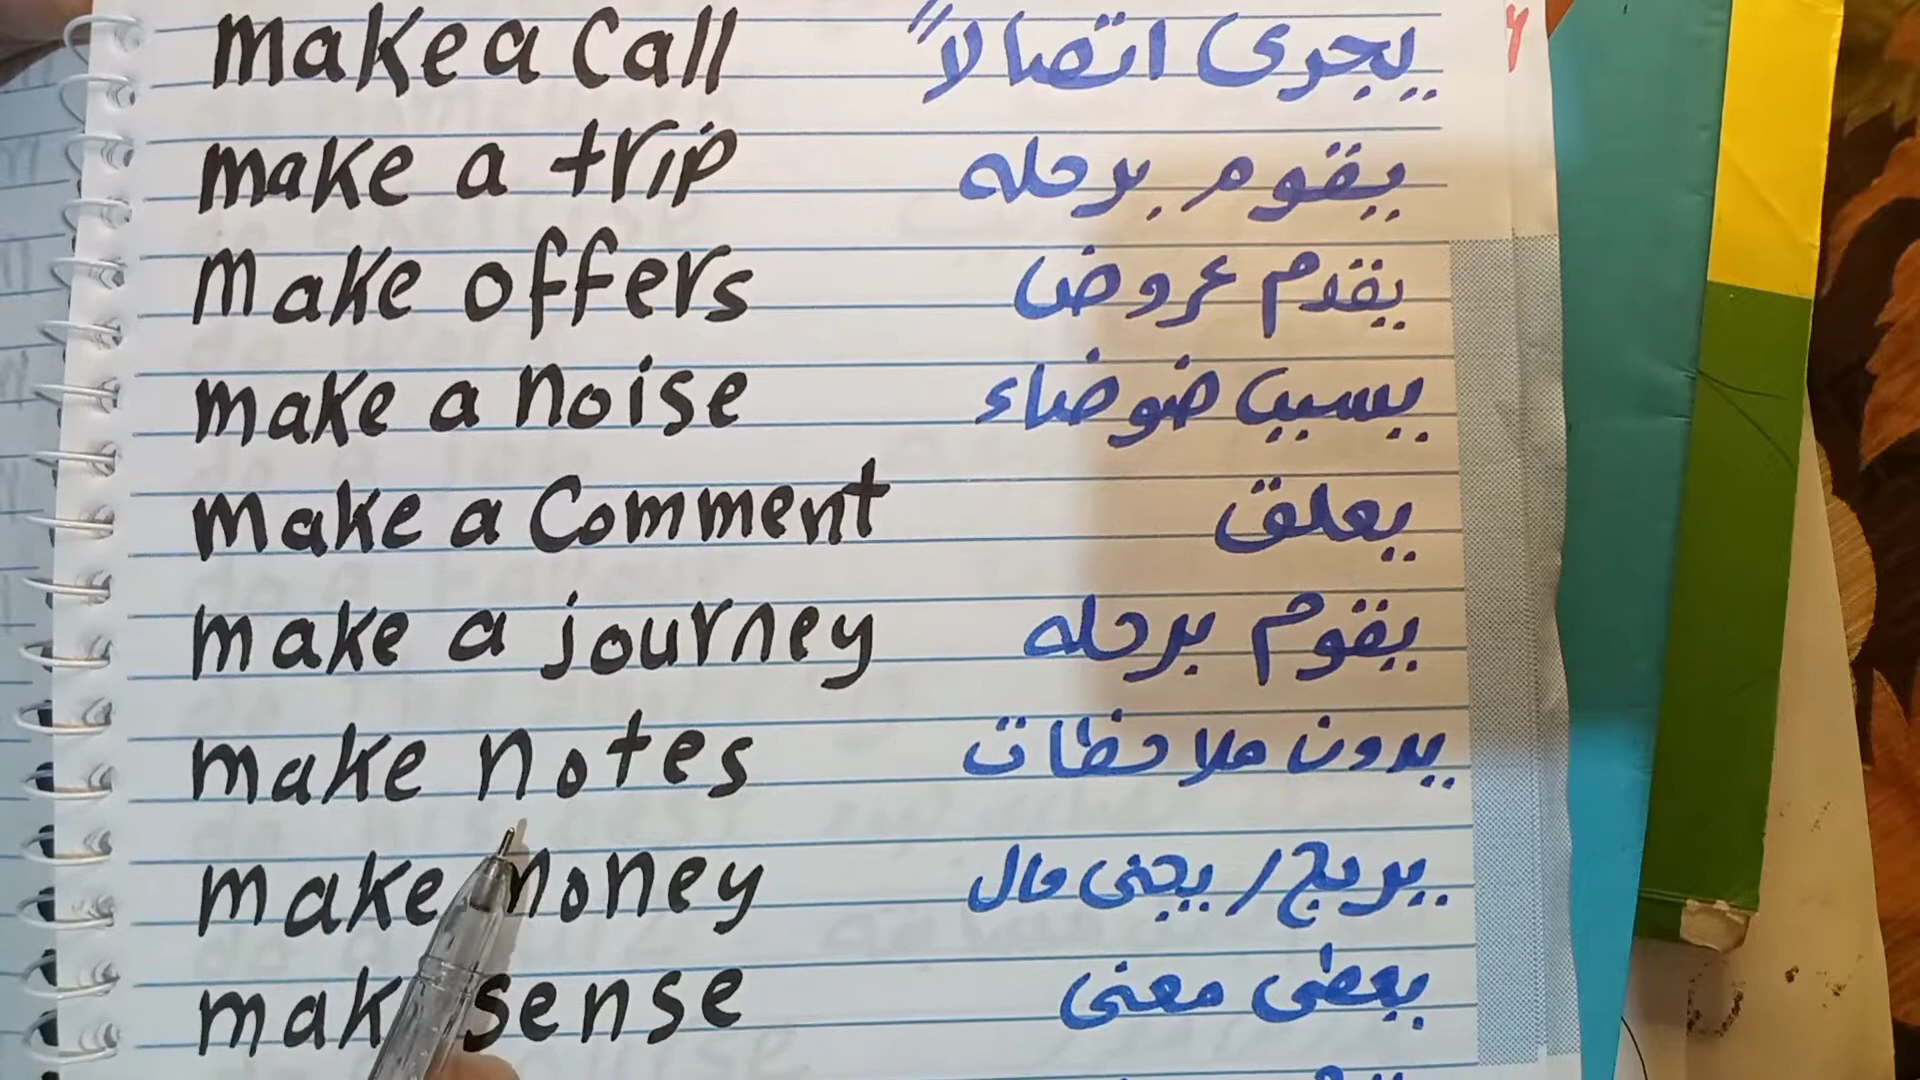 make a call يجرى اتصالاً
make a trip يقوم برحله
make offers يقدم عروض
make a noise يسبب ضوضاء
make a comment يعلق
make a journey يقوم برحله
make notes يدون ملاحظات
make money يربح / يجنى مال
mak sense يعطى معنى